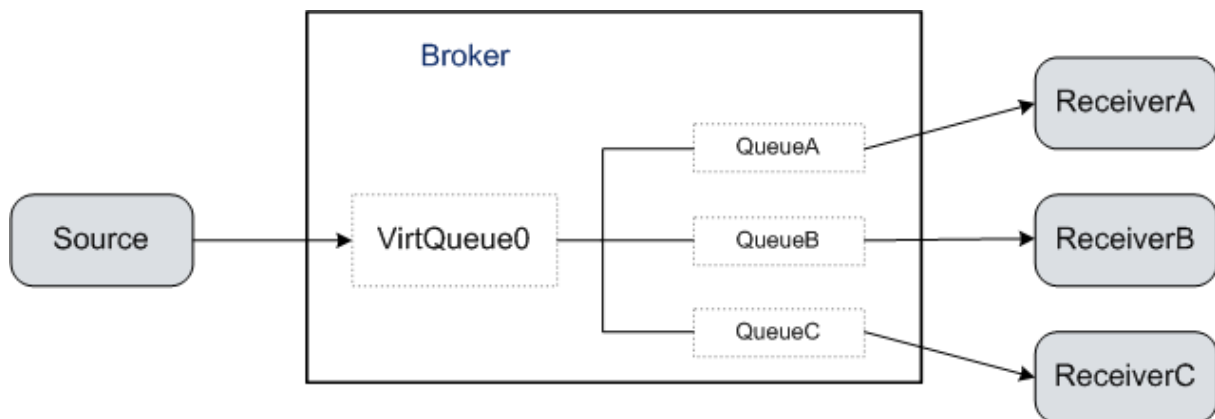 Broker
QueueA
ReceiverA
Source
VirtQueue0
QueueB
ReceiverB
QueueC
ReceiverC